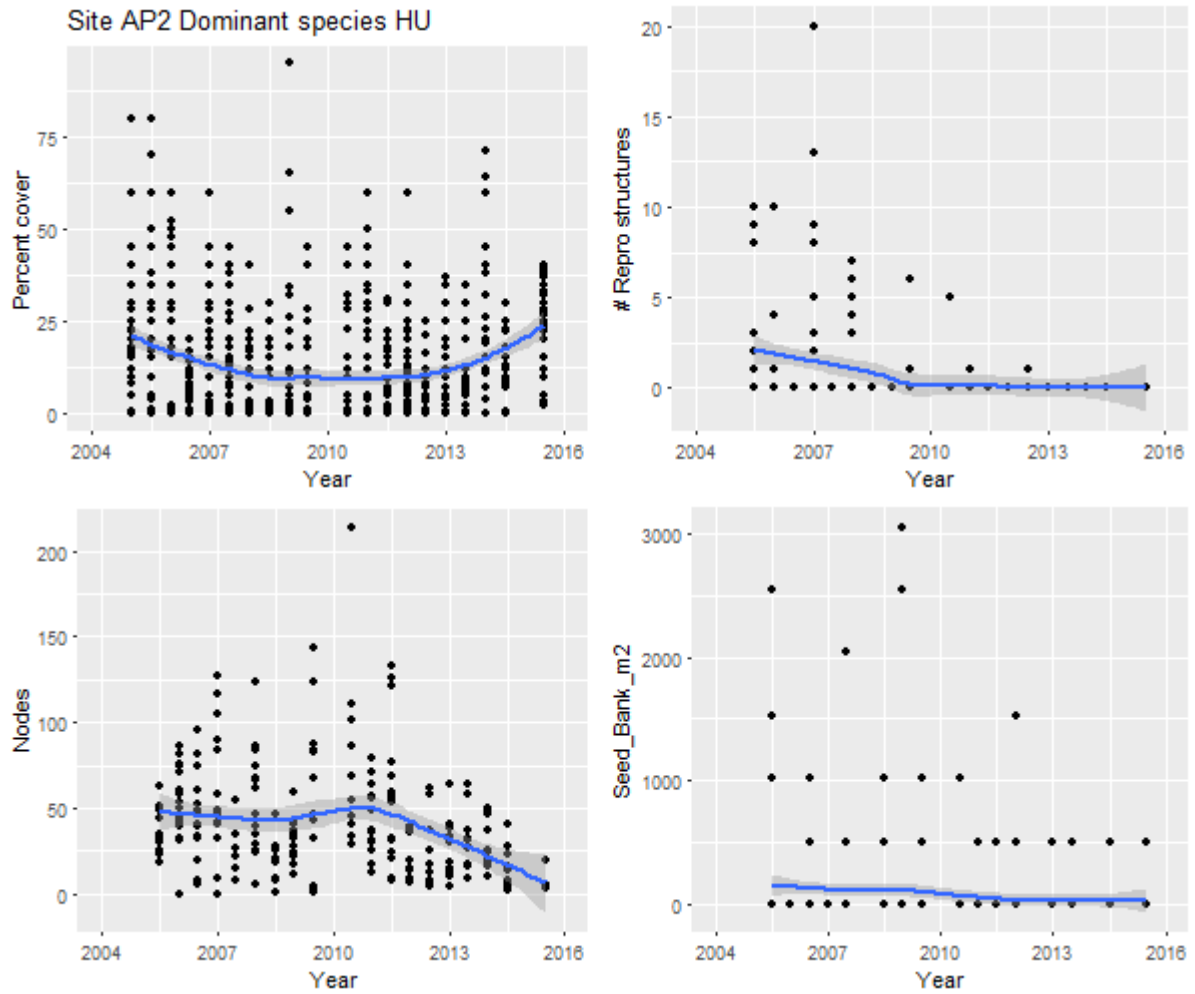 Site AP2 Dominant species HU
Percent cover
75
50
25
0
2004 2007 2010 2013 2016
Year
# Repro structures
20
15
10
5
0
2004 2007 2010 2013 2016
Year
Nodes
200
150
100
50
0
2004 2007 2010 2013 2016
Year
Seed_Bank_m2
3000
2000
1000
0
2004 2007 2010 2013 2016
Year